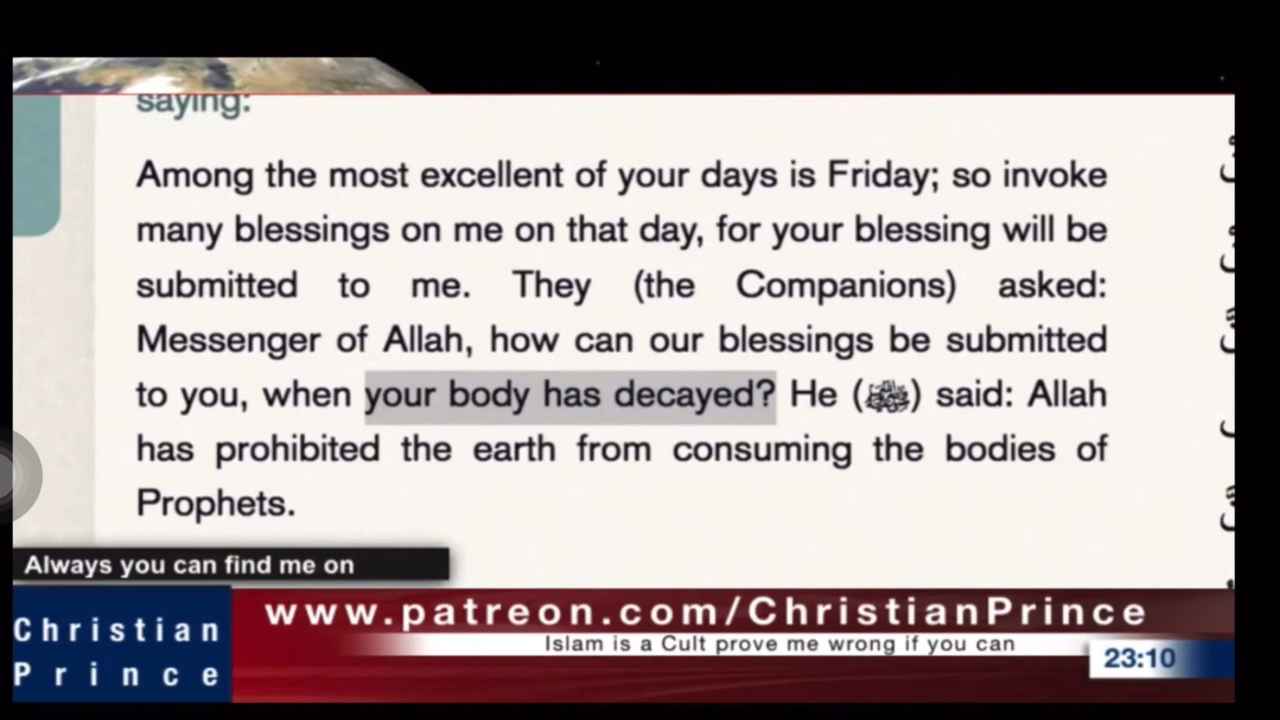 saying:
Among the most excellent of your days is Friday; so invoke
many blessings on me on that day, for your blessing will be
submitted to me. They (the Companions) asked:
Messenger of Allah, how can our blessings be submitted
to you, when your body has decayed? He (ﷺ) said: Allah
has prohibited the earth from consuming the bodies of
Prophets.
Always you can find me on
Christian
Prince
www.patreon.com/ChristianPrince
Islam is a Cult prove me wrong if you can
23:10